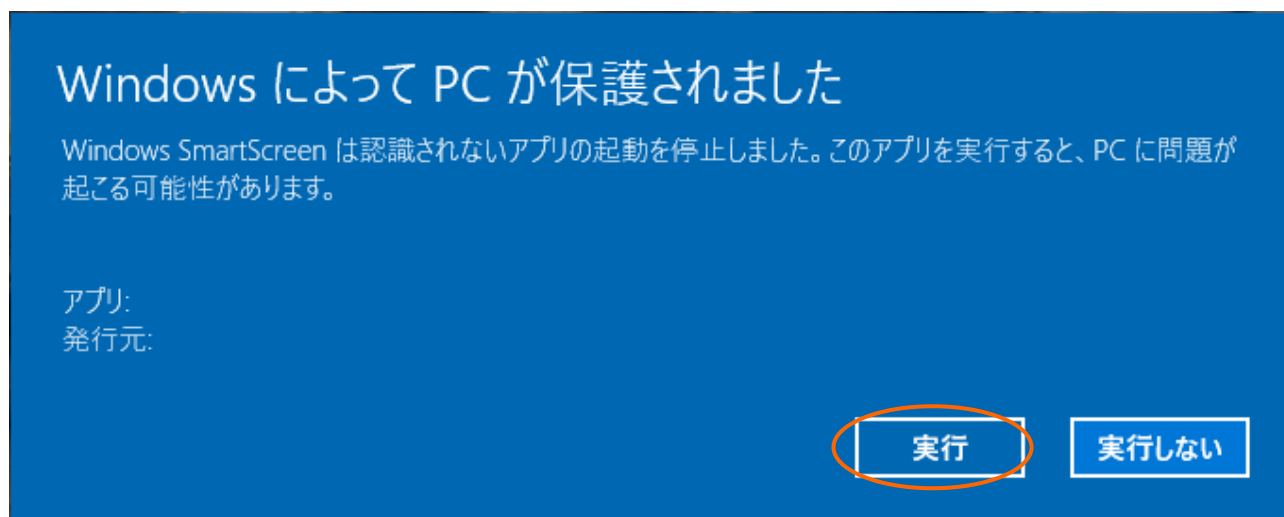 Windows によって PC が保護されました
Windows SmartScreen は認識されないアプリの起動を停止しました。このアプリを実行すると、PC に問題が
起こる可能性があります。
アプリ:
発行元:
実行
実行しない